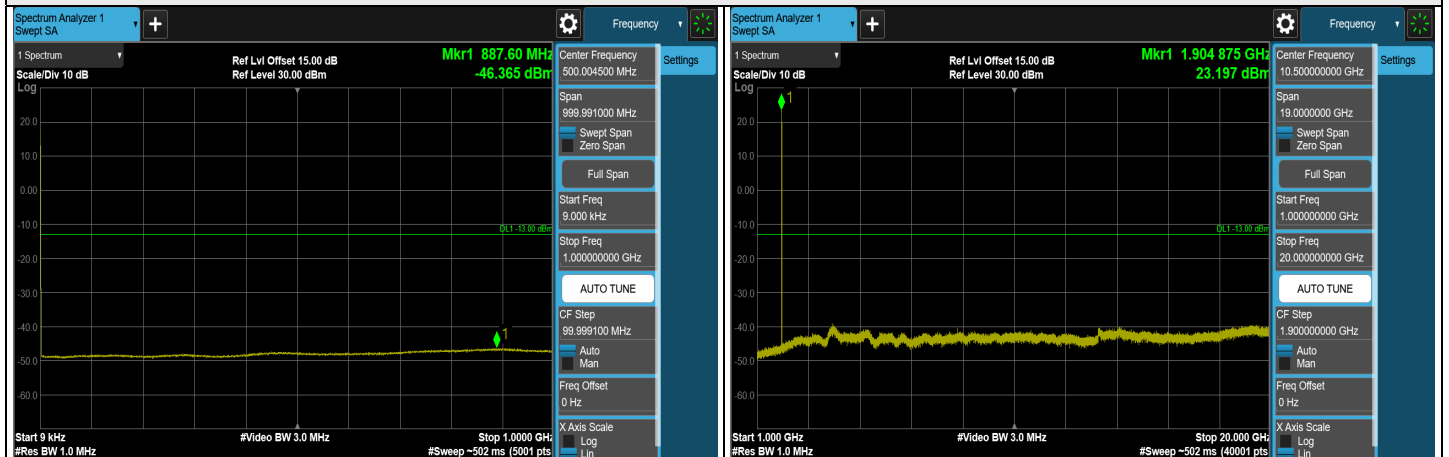 Spectrum Analyzer 1
Swept SA
+
Frequency
1 Spectrum
Scale/Div 10 dB
Log
Ref Lvl Offset 15.00 dB
Ref Level 30.00 dBm
Mkr1 887.60 MHz
-46.365 dBm
20.0
10.0
0.00
-10.0
-20.0
-30.0
-40.0
-50.0
-60.0
DL1 -13.00 dBm
1
Start 9 kHz
#Res BW 1.0 MHz
#Video BW 3.0 MHz
Stop 1.0000 GHz
#Sweep ~502 ms (5001 pts
Center Frequency
500.004500 MHz
Span
999.991000 MHz
Swept Span
Zero Span
Full Span
Start Freq
9.000 kHz
Stop Freq
1.000000000 GHz
AUTO TUNE
CF Step
99.999100 MHz
Auto
Man
Freq Offset
0 Hz
X Axis Scale
Log
Lin
Settings
Spectrum Analyzer 1
Swept SA
+
Frequency
1 Spectrum
Scale/Div 10 dB
Log
Ref Lvl Offset 15.00 dB
Ref Level 30.00 dBm
Mkr1 1.904 875 GHz
23.197 dBm
1
20.0
10.0
0.00
-10.0
-20.0
-30.0
-40.0
-50.0
-60.0
DL1 -13.00 dBm
Start 1.000 GHz
#Res BW 1.0 MHz
#Video BW 3.0 MHz
Stop 20.000 GHz
#Sweep ~502 ms (40001 pts
Center Frequency
10.500000000 GHz
Span
19.0000000 GHz
Swept Span
Zero Span
Full Span
Start Freq
1.000000000 GHz
Stop Freq
20.000000000 GHz
AUTO TUNE
CF Step
1.900000000 GHz
Auto
Man
Freq Offset
0 Hz
X Axis Scale
Log
Lin
Settings